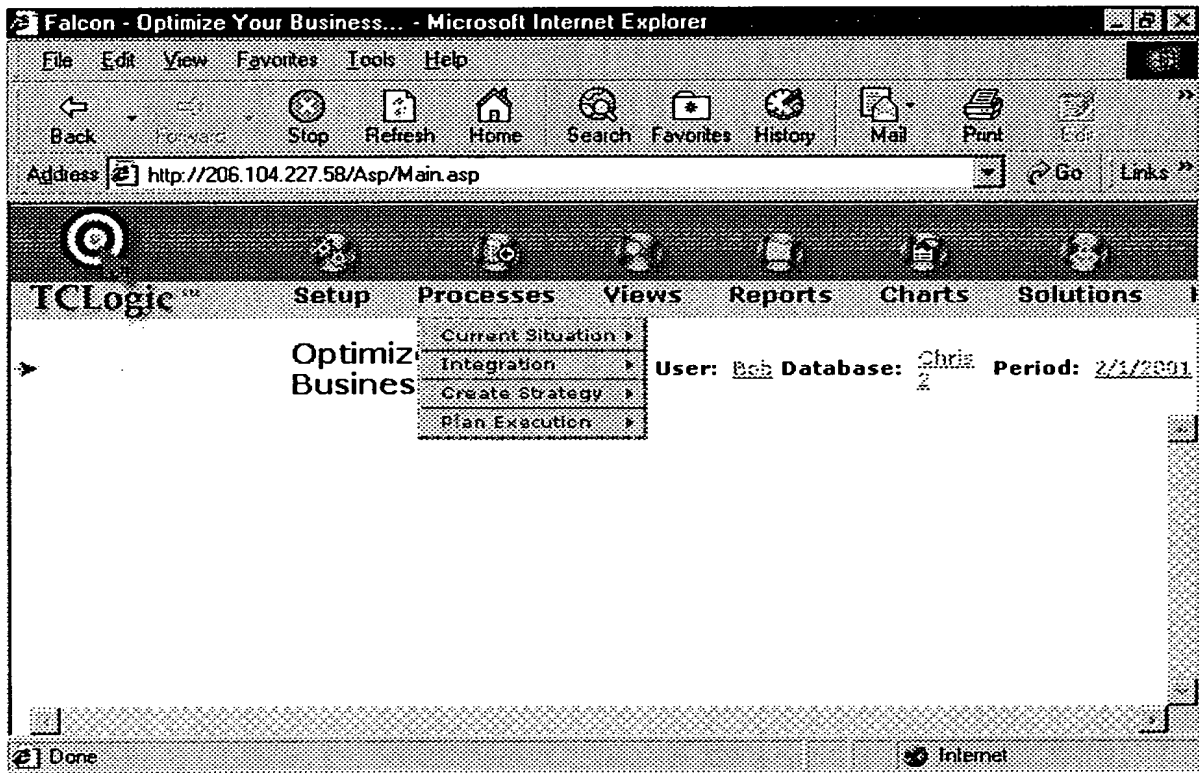 Falcon - Optimize Your Business... - Microsoft Internet Explorer
File Edit View Favorites Tools Help
Back Forward Stop Refresh Home Search Favorites History Mail Print Edit
Address http://206.104.227.58/Asp/Main.asp Go Links »
TCLogic Setup Processes Views Reports Charts Solutions
Optimiz
Busines
Current Situation
Integration
Create Strategy
Plan Execution
User: Bob Database: Chris 2 Period: 2/1/2001
Done Internet